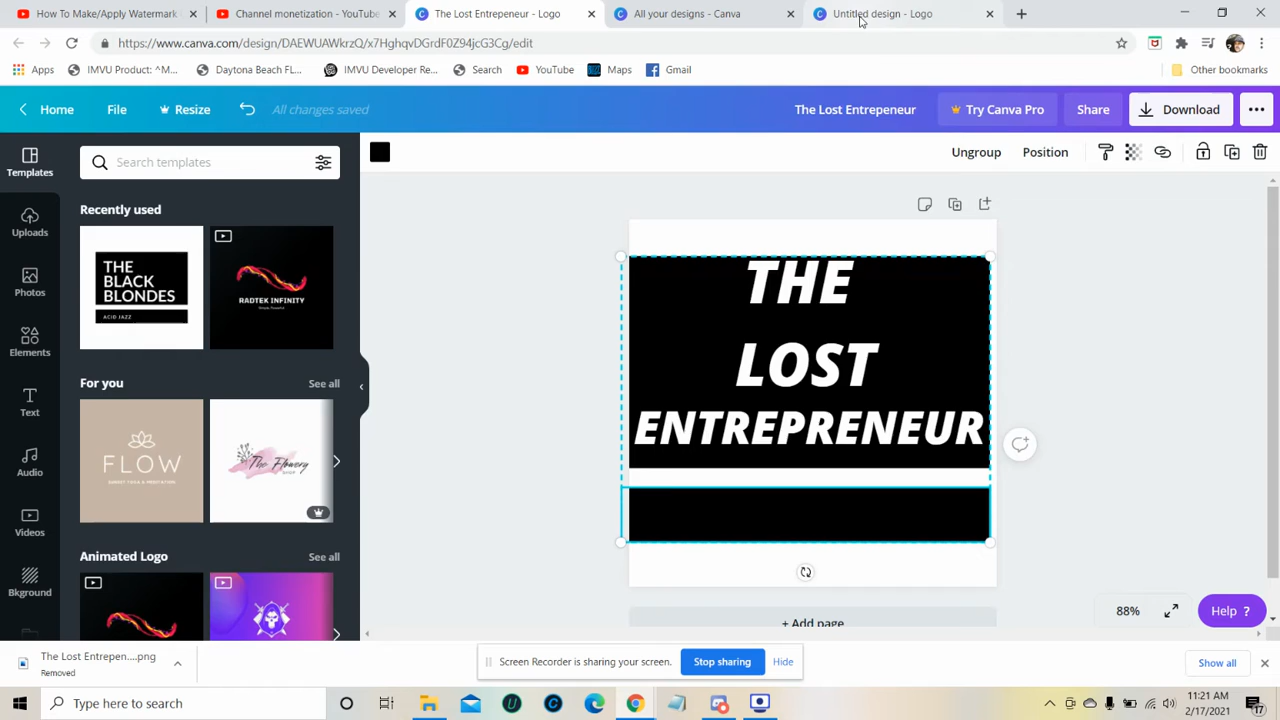 How To Make/Apply Watermark
Channel monetization - YouTube
The Lost Entrepeneur - Logo
All your designs - Canva
Untitled design - Logo
https://www.canva.com/design/DAEWUAWkrzQ/x7HghqvDGrdF0Z94jcG3Cg/edit
Apps
IMVU Product: ^M...
Daytona Beach FL...
IMVU Developer Re...
Search
YouTube
Maps
Gmail
Other bookmarks
Home
File
Resize
All changes saved
The Lost Entrepeneur
Try Canva Pro
Share
Download
Ungroup
Position
Templates
Uploads
Photos
Elements
Text
Audio
Videos
Bkground
Search templates
Recently used
THE
BLACK
BLONDES
ACID JAZZ
RADTEK INFINITY
Simply, Powerful
For you
See all
FLOW
The Flowery
SHOP
Animated Logo
See all
THE
LOST
ENTREPRENEUR
+ Add page
88%
Help ?
The Lost Entrepen....png
Removed
Screen Recorder is sharing your screen.
Stop sharing
Hide
Show all
Type here to search
11:21 AM
2/17/2021
17